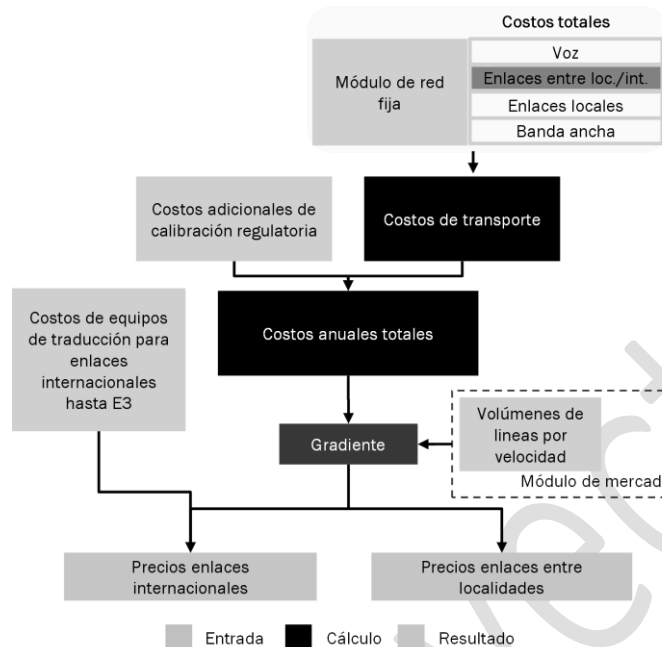 Costos totales
Módulo de red
fija
Voz
Enlaces entre loc./int.
Enlaces locales
Banda ancha
Costos adicionales de
calibración regulatoria
Costos de transporte
Costos de equipos
de traducción para
enlaces
internacionales
hasta E3
Costos anuales totales
Gradiente
Volúmenes de
lineas por
velocidad
Módulo de mercad
Precios enlaces
internacionales
Precios enlaces entre
localidades
Entrada
Cálculo
Resultado